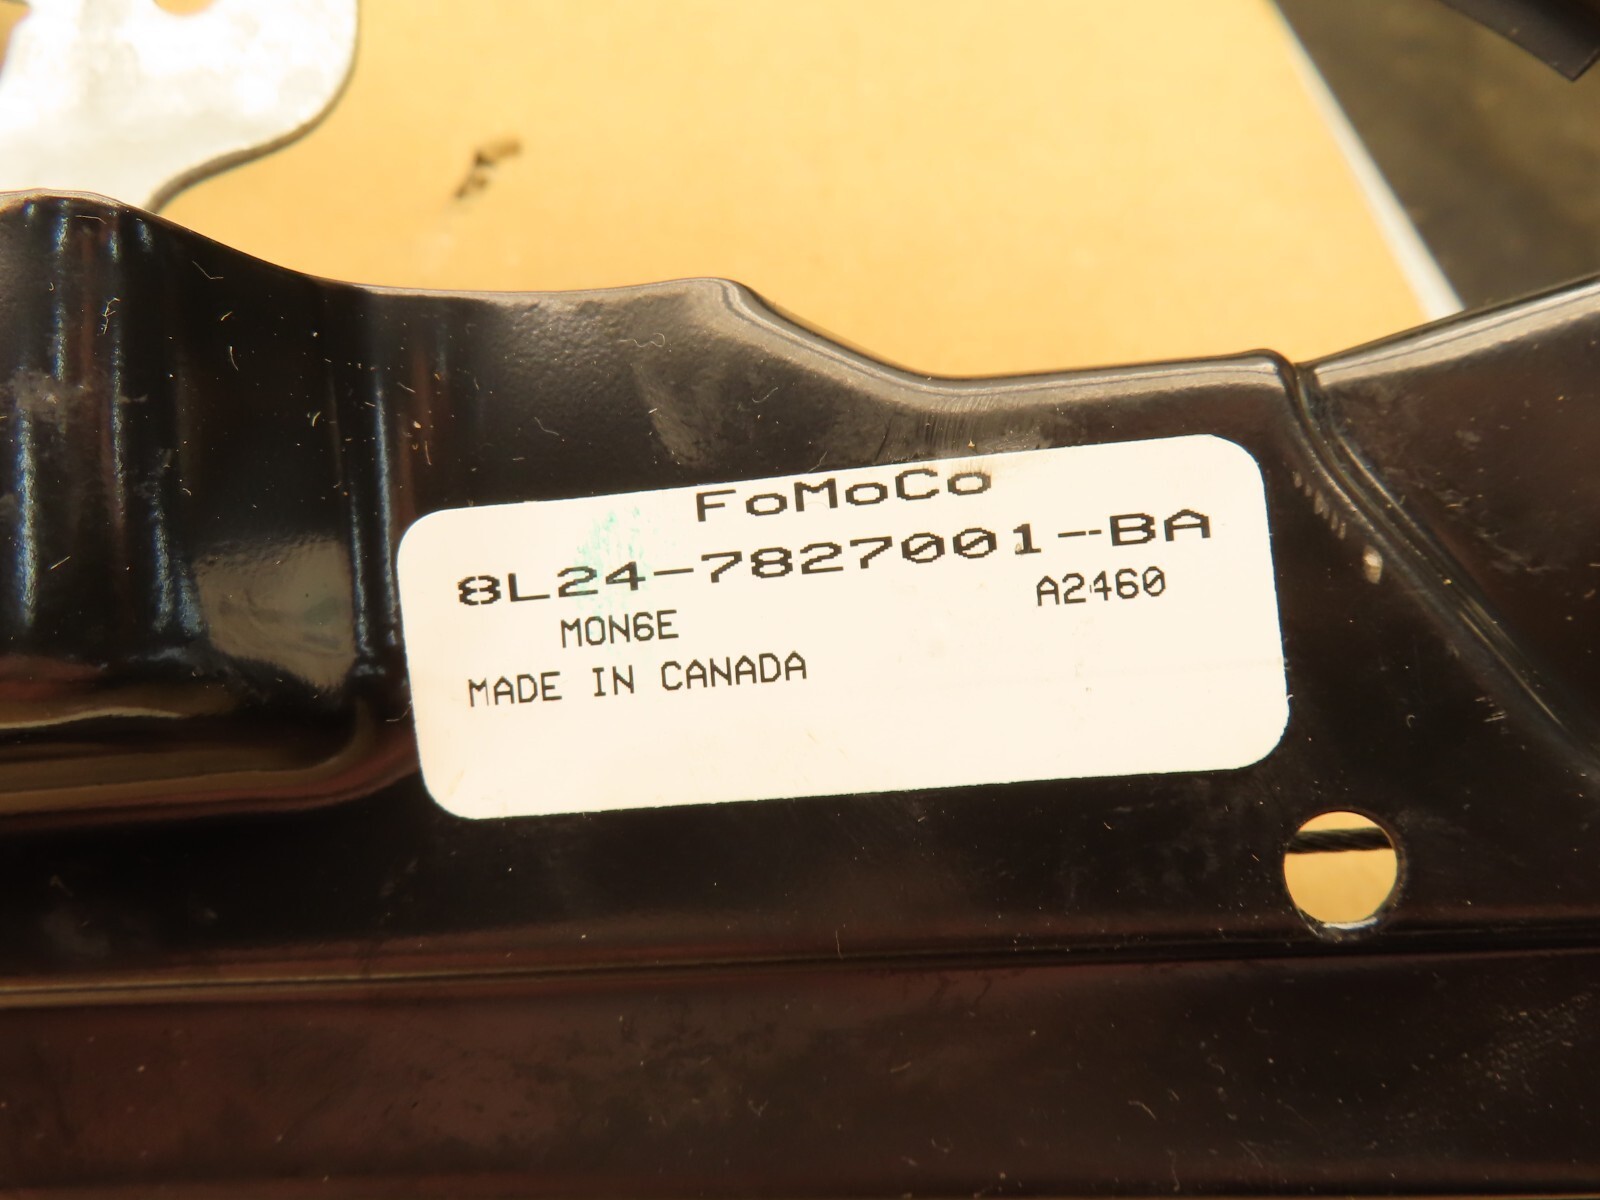 FoMoCo
8L24-7827001--BA
MON6E A2460
MADE IN CANADA